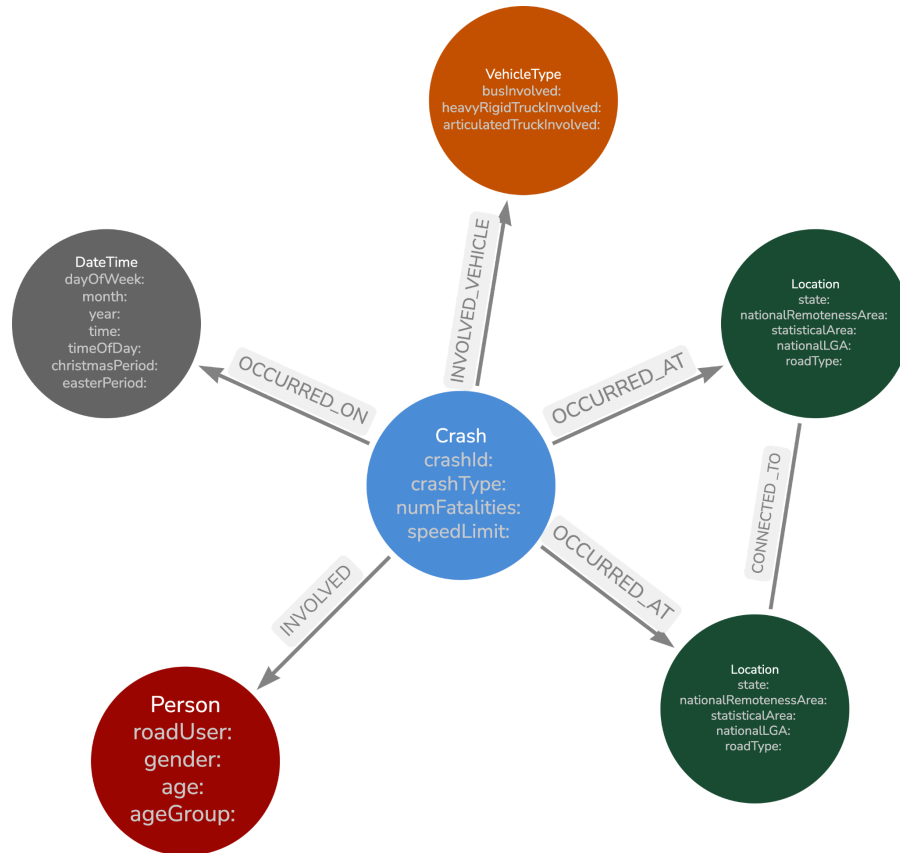 VehicleType
busInvolved:
heavyRigidTruckInvolved:
articulatedTruckInvolved:
INVOLVED_VEHICLE
DateTime
dayOfWeek:
month:
year:
time:
timeOfDay:
christmasPeriod:
easterPeriod:
OCCURRED_ON
Location
state:
nationalRemotenessArea:
statisticalArea:
nationalLGA:
roadType:
OCCURRED_AT
Crash
crashId:
crashType:
numFatalities:
speedLimit:
CONNECTED _TO
OCCURRED_AT
INVOLVED
Person
roadUser:
gender:
age:
ageGroup:
Location
state:
nationalRemotenessArea:
statisticalArea:
nationalLGA:
roadType: